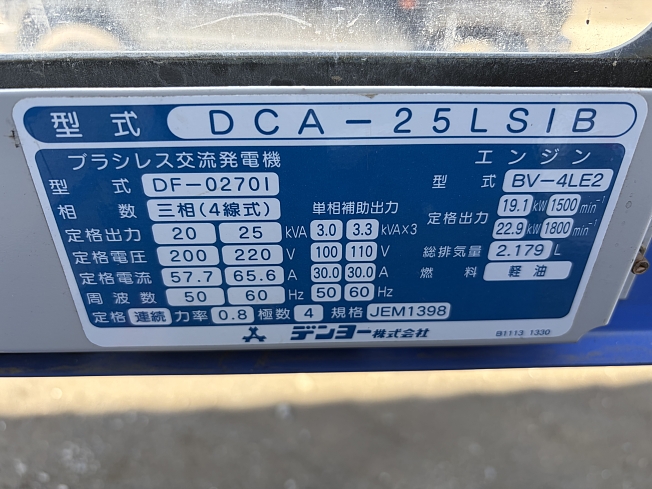 型式 DCA-25LSIB
ブラシレス交流発電機
型式 DF-0270I
相数 三相(4線式) 単相補助出力
定格出力 20 25 kVA 3.0 3.3 kVA×3
定格電圧 200 220 V 100 110 V
定格電流 57.7 65.6 A 30.0 30.0 A
周波数 50 60 Hz 50 60 Hz
定格 連続 力率 0.8 極数 4 規格 JEM1398
エンジン
型式 BV-4LE2
定格出力 19.1 kW 1500 min⁻¹
22.9 kW 1800 min⁻¹
総排気量 2.179 L
燃料 軽油
デンヨー株式会社
B1113 1330